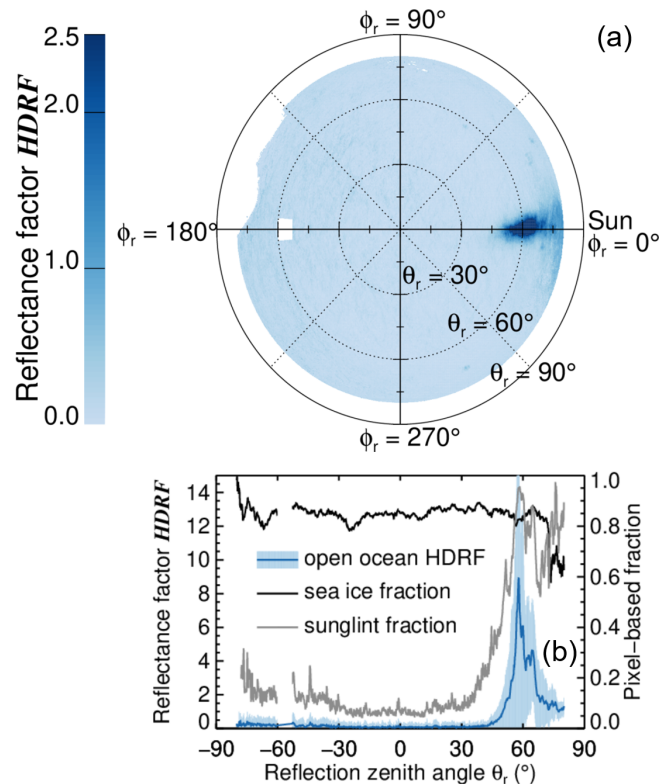 ϕr = 90°
(a)
2.5
2.0
1.0
0.0
Reflectance factor HDRF
ϕr = 180°
Sun
ϕr = 0°
θr = 30°
θr = 60°
θr = 90°
ϕr = 270°
14
12
10
8
6
4
2
0
Reflectance factor HDRF
open ocean HDRF
sea ice fraction
sunglint fraction
(b)
1.0
0.8
0.6
0.4
0.2
0.0
Pixel−based fraction
−90 −60 −30 0 30 60 90
Reflection zenith angle θr (°)